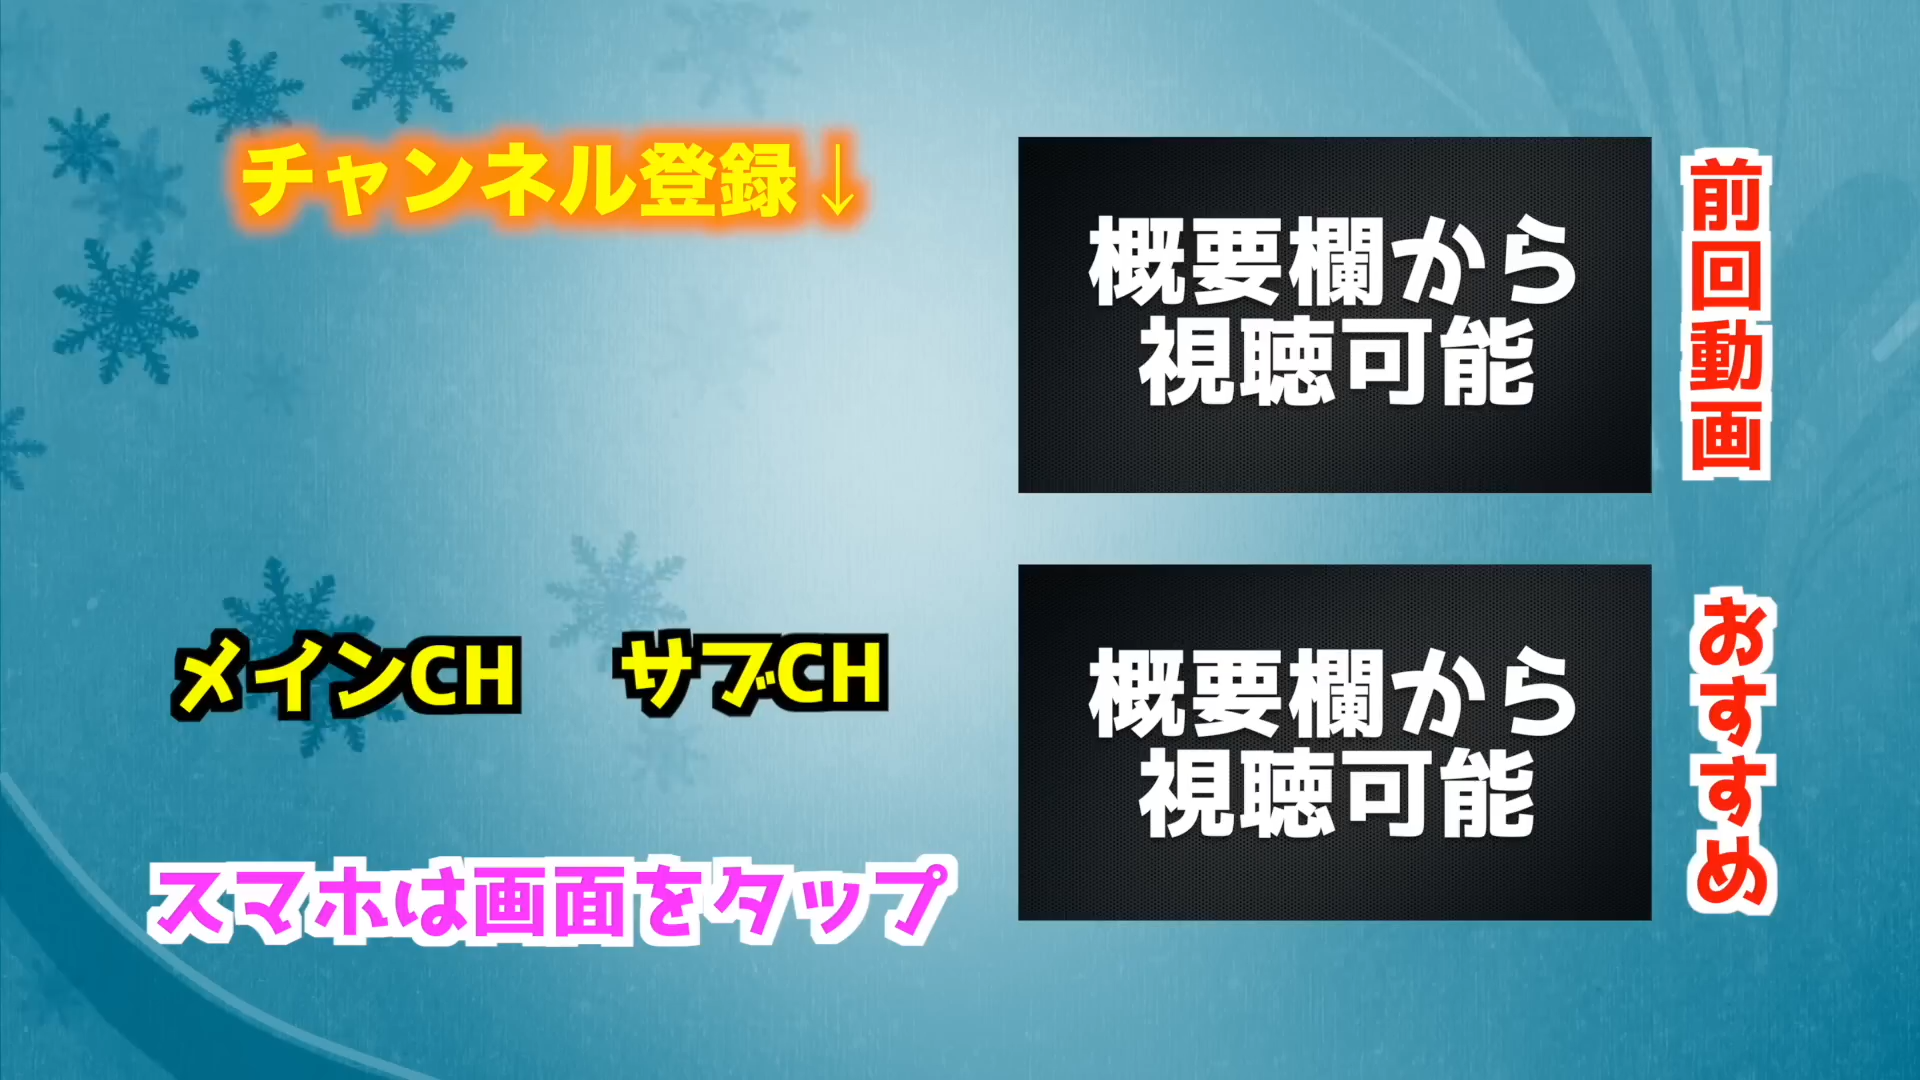 チャンネル登録↓
メインCH
サブCH
スマホは画面をタップ
概要欄から
視聴可能
前回動画
概要欄から
視聴可能
おすすめ